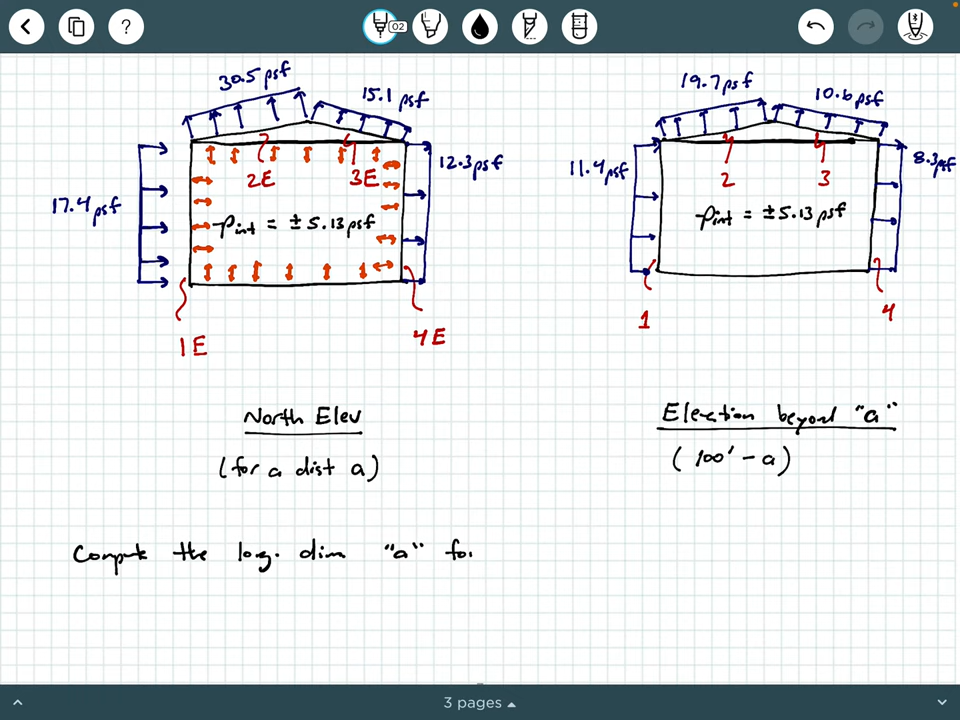 ?
02
30.5 psf
15.1 psf
17.4 psf
12.3 psf
2E
3E
Pint = ± 5.13 psf
1E
4E
North Elev
(for a dist a)
19.7 psf
10.6 psf
11.4 psf
8.3 psf
2
3
Pint = ± 5.13 psf
1
4
Elevation beyond "a"
(100' - a)
Compute the long. dim "a" for
3 pages